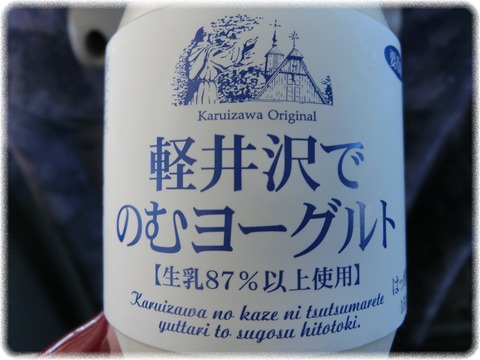 Karuizawa Original
軽井沢で
のむヨーグルト
【生乳87%以上使用】
Karuizawa no kaze ni tsutsumarete
yuttari to sugosu hitotoki.